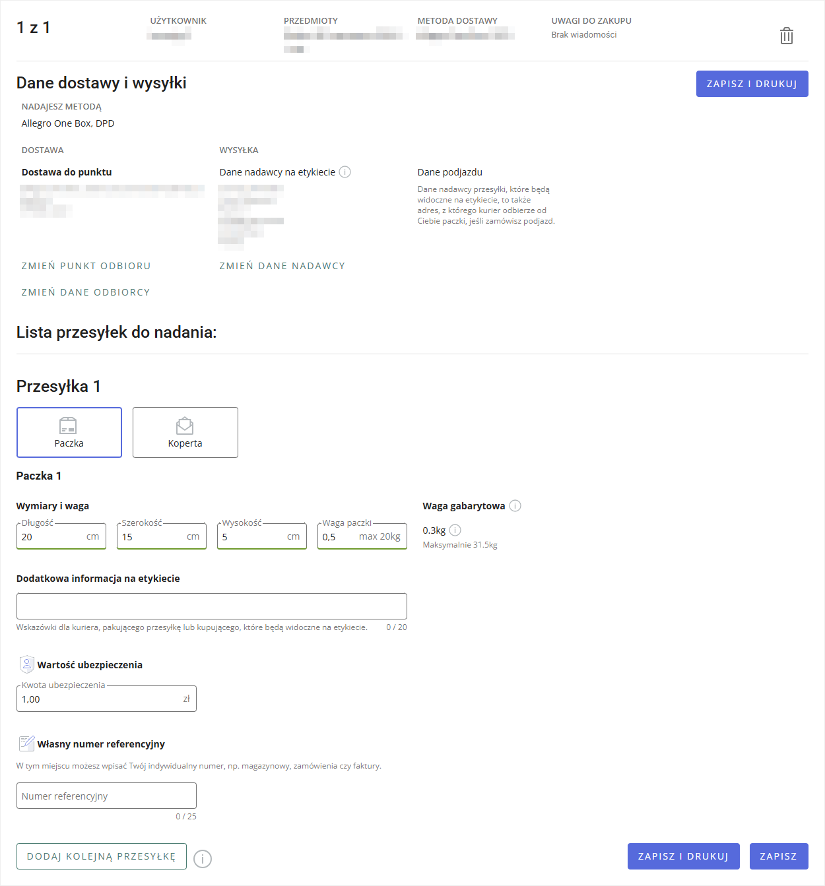 1 z 1
UŻYTKOWNIK
PRZEDMIOTY
METODA DOSTAWY
UWAGI DO ZAKUPU
Brak wiadomości
Dane dostawy i wysyłki
ZAPISZ I DRUKUJ
NADAJESZ METODĄ
Allegro One Box, DPD
DOSTAWA
WYSYŁKA
Dostawa do punktu
Dane nadawcy na etykiecie
Dane podjazdu
Dane nadawcy przesyłki, które będą
widoczne na etykiecie, to także
adres, z którego kurier odbierze od
Ciebie paczki, jeśli zamówisz podjazd.
ZMIEŃ PUNKT ODBIORU
ZMIEŃ DANE NADAWCY
ZMIEŃ DANE ODBIORCY
Lista przesyłek do nadania:
Przesyłka 1
Paczka
Koperta
Paczka 1
Wymiary i waga
Waga gabarytowa
Długość
20 cm
Szerokość
15 cm
Wysokość
5 cm
Waga paczki
0,5 max 20kg
0.3kg
Maksymalnie 31.5kg
Dodatkowa informacja na etykiecie
Wskazówki dla kuriera, pakującego przesyłkę lub kupującego, które będą widoczne na etykiecie. 0 / 20
Wartość ubezpieczenia
Kwota ubezpieczenia
1,00 zł
Własny numer referencyjny
W tym miejscu możesz wpisać Twój indywidualny numer, np. magazynowy, zamówienia czy faktury.
Numer referencyjny
0 / 25
DODAJ KOLEJNĄ PRZESYŁKĘ
ZAPISZ I DRUKUJ
ZAPISZ